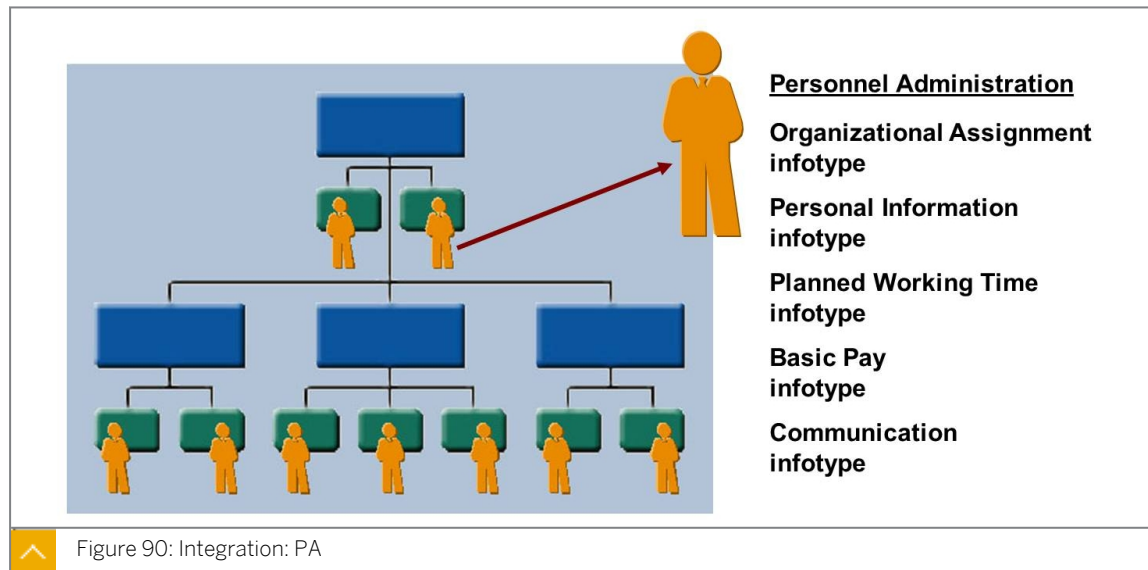 Personnel Administration
Organizational Assignment
infotype
Personal Information
infotype
Planned Working Time
infotype
Basic Pay
infotype
Communication
infotype
Figure 90: Integration: PA